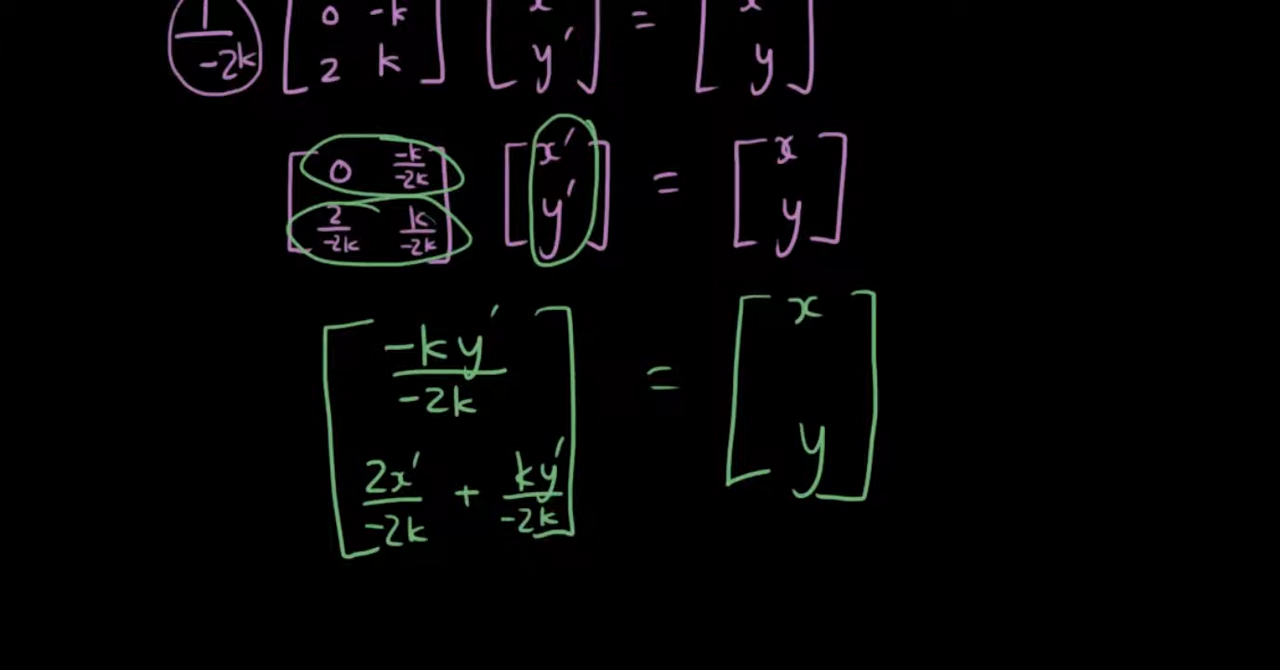 1/-2k [0 -k; 2 k] [x; y'] = [x; y]
[0 -k/-2k; 2/-2k k/-2k] [x'; y'] = [x; y]
[-ky'/-2k; 2x'/-2k + ky'/-2k] = [x; y]